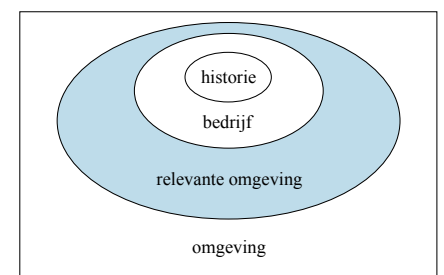 historie
bedrijf
relevante omgeving
omgeving